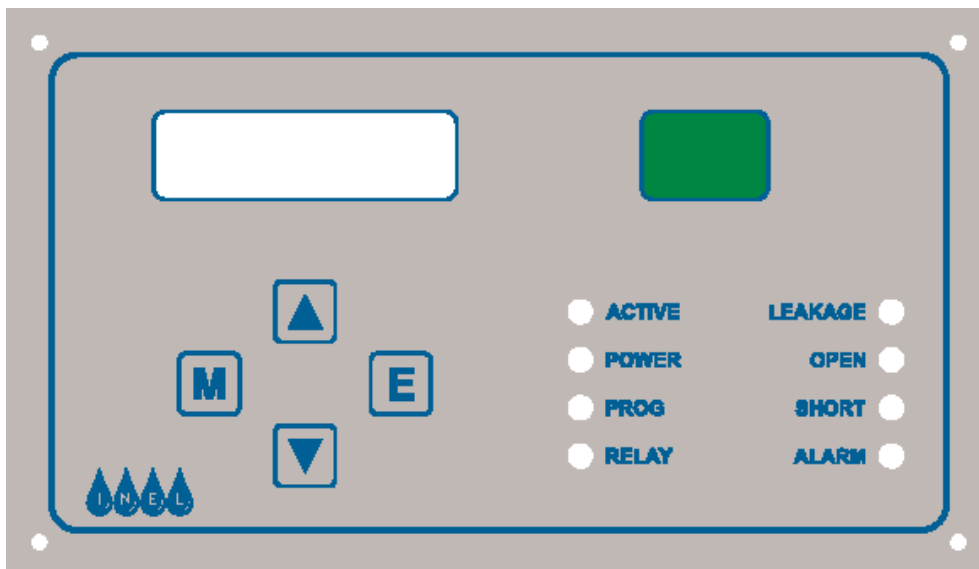 ACTIVE LEAKAGE
POWER OPEN
M E
PROG SHORT
RELAY ALARM
INEL